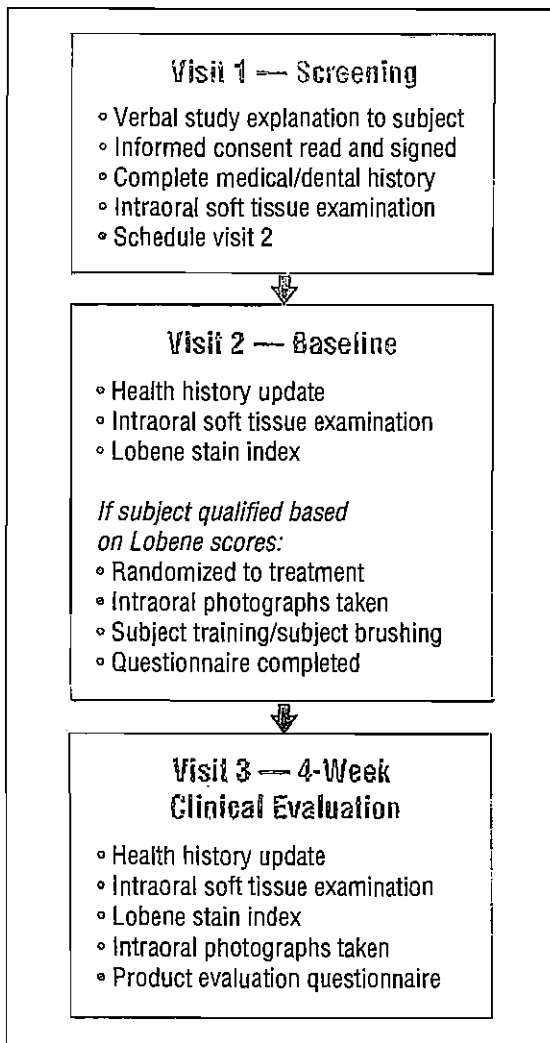 Visit 1 — Screening
• Verbal study explanation to subject
• Informed consent read and signed
• Complete medical/dental history
• Intraoral soft tissue examination
• Schedule visit 2
Visit 2 — Baseline
• Health history update
• Intraoral soft tissue examination
• Lobene stain index
If subject qualified based
on Lobene scores:
• Randomized to treatment
• Intraoral photographs taken
• Subject training/subject brushing
• Questionnaire completed
Visit 3 — 4-Week
Clinical Evaluation
• Health history update
• Intraoral soft tissue examination
• Lobene stain index
• Intraoral photographs taken
• Product evaluation questionnaire